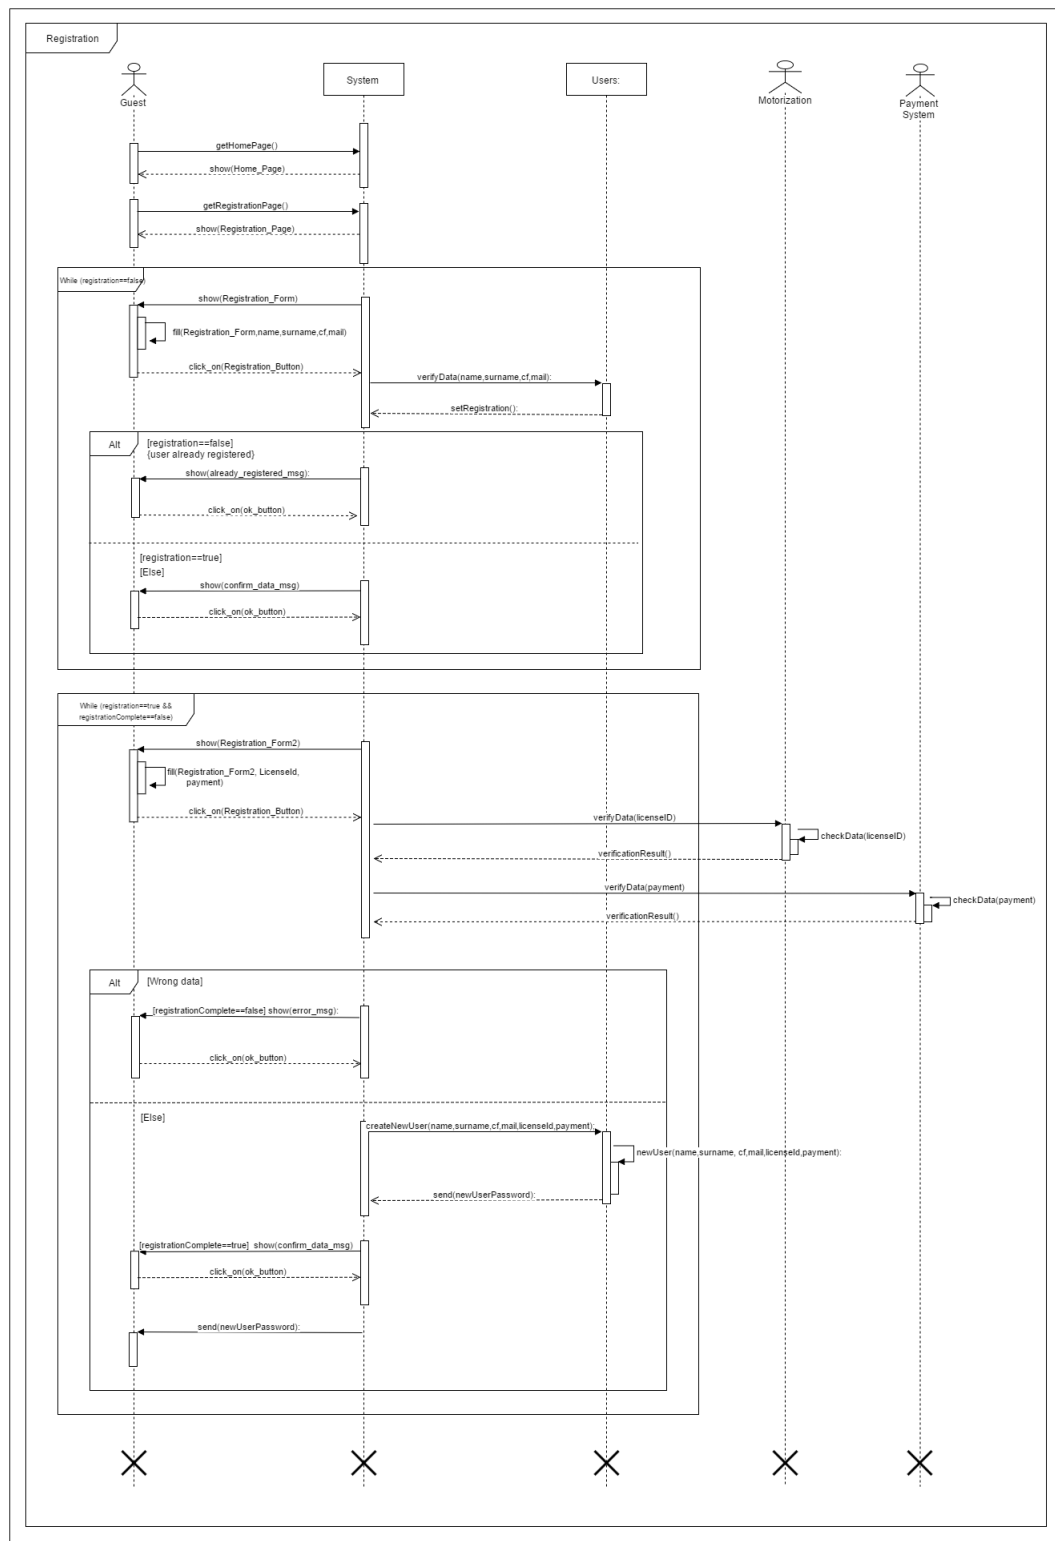 Registration
System
Users:
Guest
Motorization
Payment
System
getHomePage()
show(Home_Page)
getRegistrationPage()
show(Registration_Page)
While (registration==false)
show(Registration_Form)
fill(Registration_Form,name,surname,cf,mail)
click_on(Registration_Button)
verifyData(name,surname,cf,mail):
setRegistration():
Alt
[registration==false]
{user already registered}
show(already_registered_msg):
click_on(ok_button)
[registration==true]
[Else]
show(confirm_data_msg)
click_on(ok_button)
While (registration==true &&
registrationComplete==false)
show(Registration_Form2)
fill(Registration_Form2, LicenseId,
payment)
click_on(Registration_Button)
verifyData(licenseID)
checkData(licenseID)
verificationResult()
verifyData(payment)
checkData(payment)
verificationResult()
Alt
[Wrong data]
[registrationComplete==false] show(error_msg):
click_on(ok_button)
[Else]
createNewUser(name,surname,cf,mail,licenseId,payment):
newUser(name,surname, cf,mail,licenseId,payment):
send(newUserPassword):
[registrationComplete==true] show(confirm_data_msg)
click_on(ok_button)
send(newUserPassword):